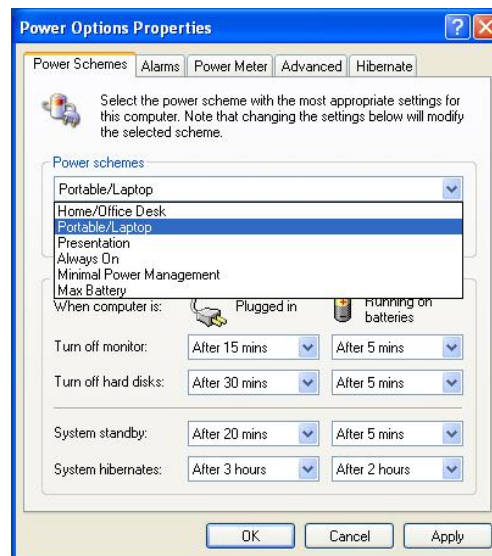 Power Options Properties
Power Schemes Alarms Power Meter Advanced Hibernate
Select the power scheme with the most appropriate settings for
this computer. Note that changing the settings below will modify
the selected scheme.
Power schemes
Portable/Laptop
Home/Office Desk
Portable/Laptop
Presentation
Always On
Minimal Power Management
Max Battery
When computer is: Plugged in Running on
batteries
Turn off monitor: After 15 mins After 5 mins
Turn off hard disks: After 30 mins After 5 mins
System standby: After 20 mins After 5 mins
System hibernates: After 3 hours After 2 hours
OK Cancel Apply